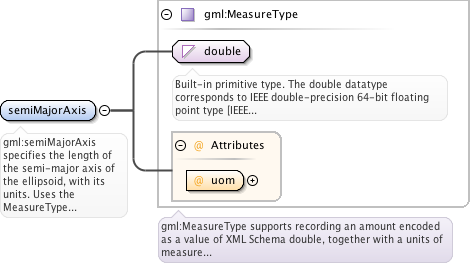 gml:MeasureType
double
Built-in primitive type. The double datatype
corresponds to IEEE double-precision 64-bit floating
point type [IEEE...
semiMajorAxis
gml:semiMajorAxis
specifies the length of
the semi-major axis of
the ellipsoid, with its
units. Uses the
MeasureType...
@ Attributes
@ uom
gml:MeasureType supports recording an amount encoded
as a value of XML Schema double, together with a units of
measure...